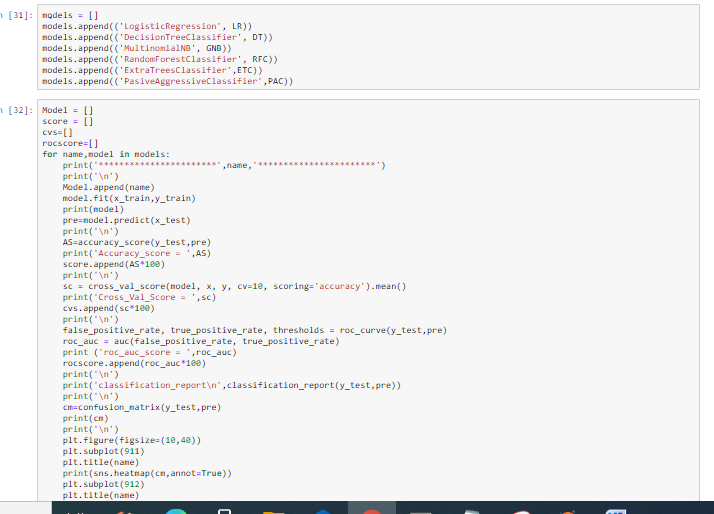 [31]: models = []
models.append(('LogisticRegression', LR))
models.append(('DecisionTreeClassifier', DT))
models.append(('MultinomialNB', GNB))
models.append(('RandomForestClassifier', RFC))
models.append(('ExtraTreesClassifier',ETC))
models.append(('PasiveAggressiveClassifier',PAC))
[32]: Model = []
score = []
cvs=[]
rocscore=[]
for name,model in models:
print('***********************',name,'***********************')
print('\n')
Model.append(name)
model.fit(x_train,y_train)
print(model)
pre=model.predict(x_test)
print('\n')
AS=accuracy_score(y_test,pre)
print('Accuracy_score = ',AS)
score.append(AS*100)
print('\n')
sc = cross_val_score(model, x, y, cv=10, scoring='accuracy').mean()
print('Cross_Val_Score = ',sc)
cvs.append(sc*100)
print('\n')
false_positive_rate, true_positive_rate, thresholds = roc_curve(y_test,pre)
roc_auc = auc(false_positive_rate, true_positive_rate)
print ('roc_auc_score = ',roc_auc)
rocscore.append(roc_auc*100)
print('\n')
print('classification_report\n',classification_report(y_test,pre))
print('\n')
cm=confusion_matrix(y_test,pre)
print(cm)
print('\n')
plt.figure(figsize=(10,40))
plt.subplot(911)
plt.title(name)
print(sns.heatmap(cm,annot=True))
plt.subplot(912)
plt.title(name)